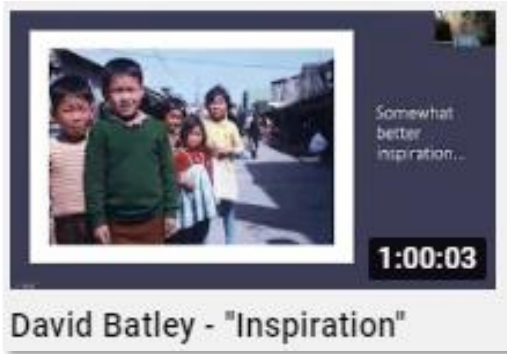 Somewhat
better
inspiration...
1:00:03
David Batley - "Inspiration"